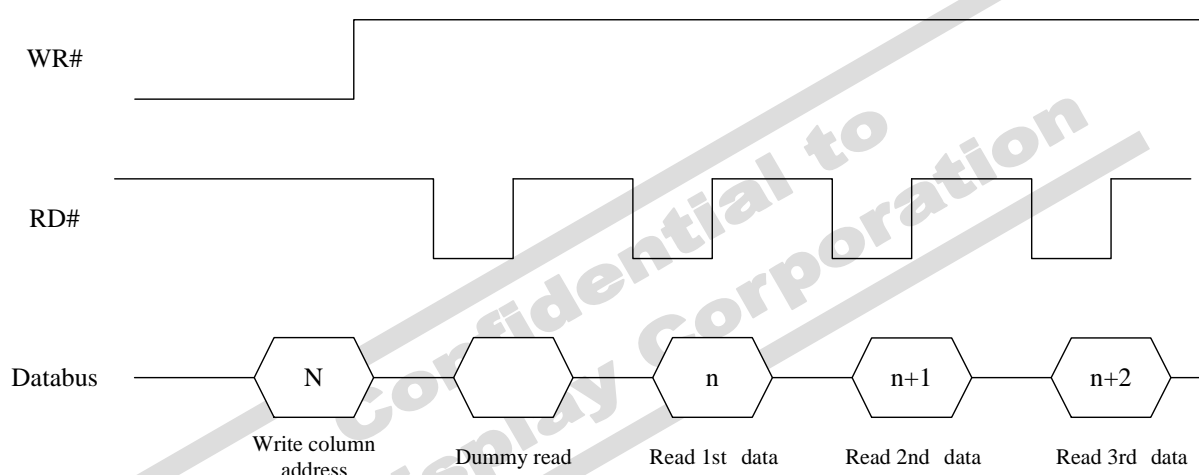 WR#
RD#
Databus
N
n
n+1
n+2
Write column
address
Dummy read
Read 1st data
Read 2nd data
Read 3rd data
Confidential to
Display Corporation